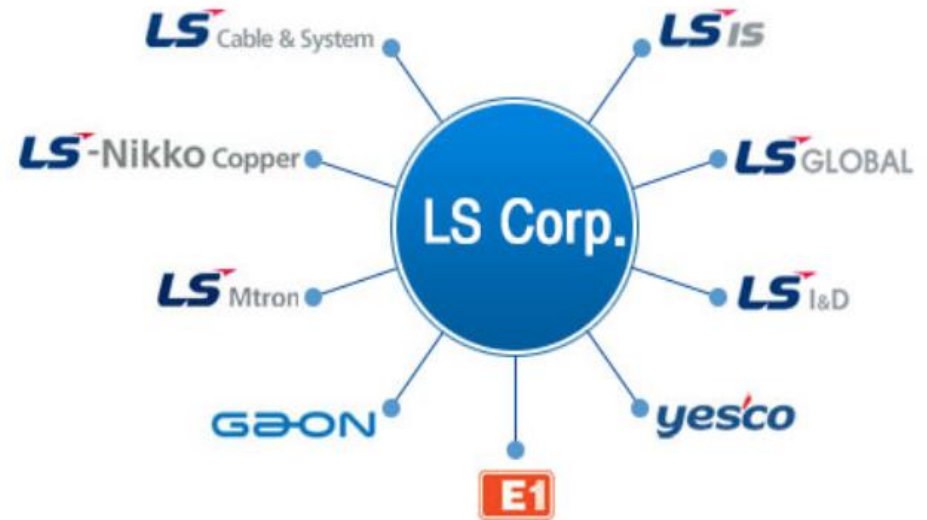 LS Cable & System
LS IS
LS-Nikko Copper
LS GLOBAL
LS Corp.
LS Mtron
LS I&D
GAON
yesco
E1